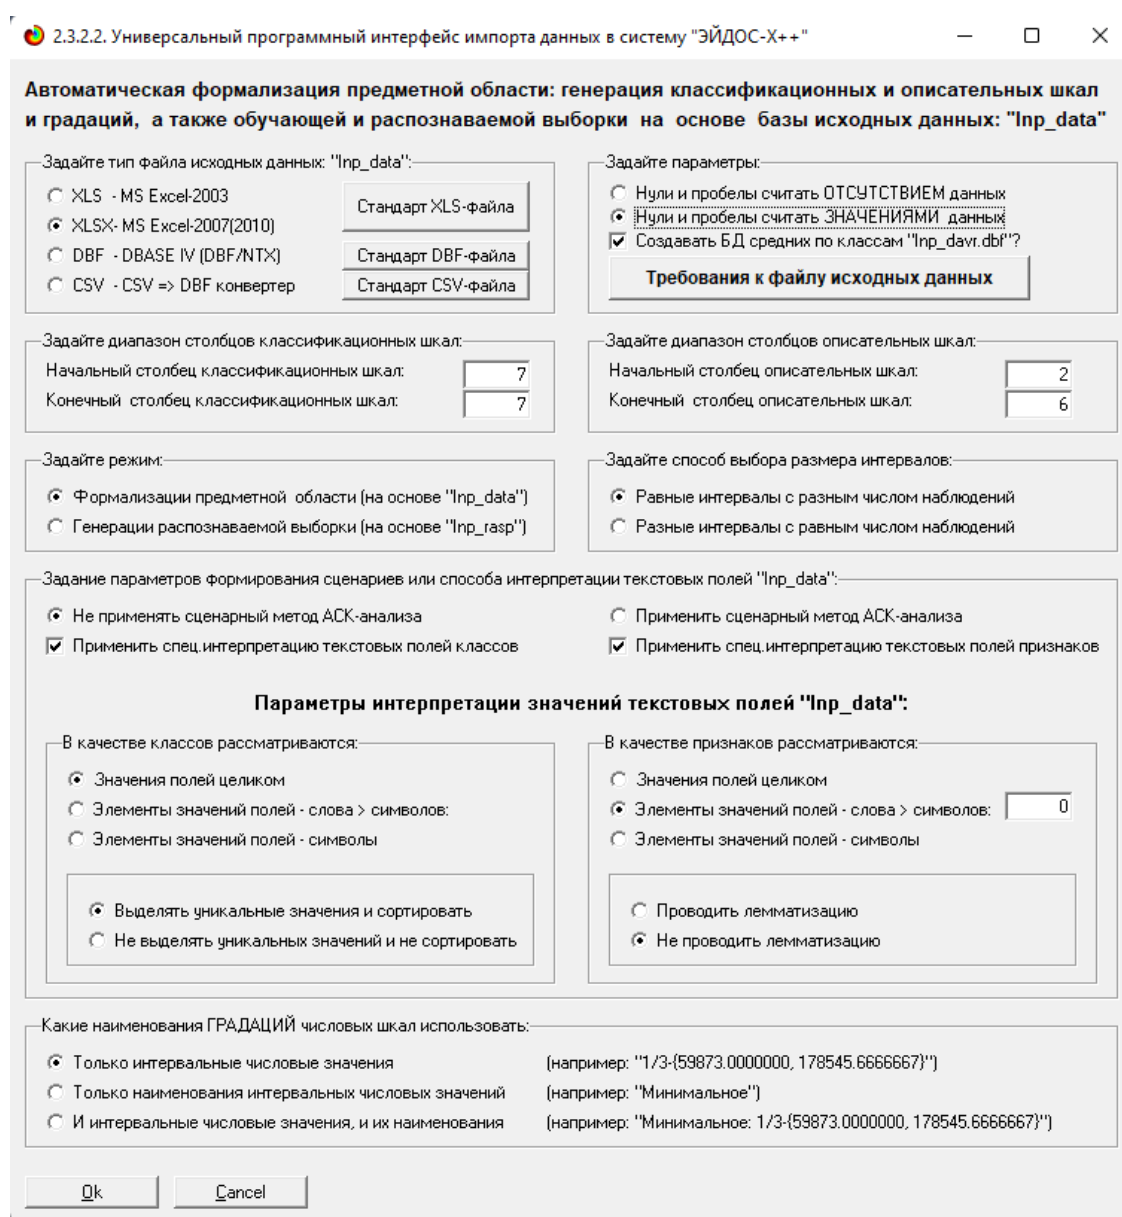 2.3.2.2. Универсальный программный интерфейс импорта данных в систему "ЭЙДОС-X++"
Автоматическая формализация предметной области: генерация классификационных и описательных шкал
и градаций, а также обучающей и распознаваемой выборки на основе базы исходных данных: "Inp_data"
Задайте тип файла исходных данных: "Inp_data":
XLS - MS Excel-2003
XLSX- MS Excel-2007(2010)
DBF - DBASE IV (DBF/NTX)
CSV - CSV => DBF конвертер
Стандарт XLS-файла
Стандарт DBF-файла
Стандарт CSV-файла
Задайте параметры:
Нули и пробелы считать ОТСУТСТВИЕМ данных
Нули и пробелы считать ЗНАЧЕНИЯМИ данных
Создавать БД средних по классам "Inp_davr.dbf"?
Требования к файлу исходных данных
Задайте диапазон столбцов классификационных шкал:
Начальный столбец классификационных шкал: 7
Конечный столбец классификационных шкал: 7
Задайте диапазон столбцов описательных шкал:
Начальный столбец описательных шкал: 2
Конечный столбец описательных шкал: 6
Задайте режим:
Формализации предметной области (на основе "Inp_data")
Генерации распознаваемой выборки (на основе "Inp_rasp")
Задайте способ выбора размера интервалов:
Равные интервалы с разным числом наблюдений
Разные интервалы с равным числом наблюдений
Задание параметров формирования сценариев или способа интерпретации текстовых полей "Inp_data":
Не применять сценарный метод АСК-анализа
Применить сценарный метод АСК-анализа
Применить спец.интерпретацию текстовых полей классов
Применить спец.интерпретацию текстовых полей признаков
Параметры интерпретации значений текстовых полей "Inp_data":
В качестве классов рассматриваются:
Значения полей целиком
Элементы значений полей - слова > символов:
Элементы значений полей - символы
Выделять уникальные значения и сортировать
Не выделять уникальных значений и не сортировать
В качестве признаков рассматриваются:
Значения полей целиком
Элементы значений полей - слова > символов: 0
Элементы значений полей - символы
Проводить лемматизацию
Не проводить лемматизацию
Какие наименования ГРАДАЦИЙ числовых шкал использовать:
Только интервальные числовые значения (например: "1/3-{59873.0000000, 178545.6666667}")
Только наименования интервальных числовых значений (например: "Минимальное")
И интервальные числовые значения, и их наименования (например: "Минимальное: 1/3-{59873.0000000, 178545.6666667}")
Ok
Cancel